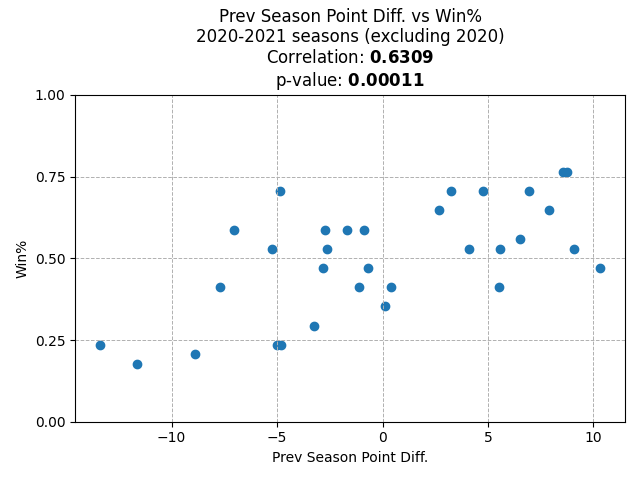 Prev Season Point Diff. vs Win%
2020-2021 seasons (excluding 2020)
Correlation: 0.6309
p-value: 0.00011
1.00
0.75
0.50
0.25
0.00
Win%
−10
−5
0
5
10
Prev Season Point Diff.